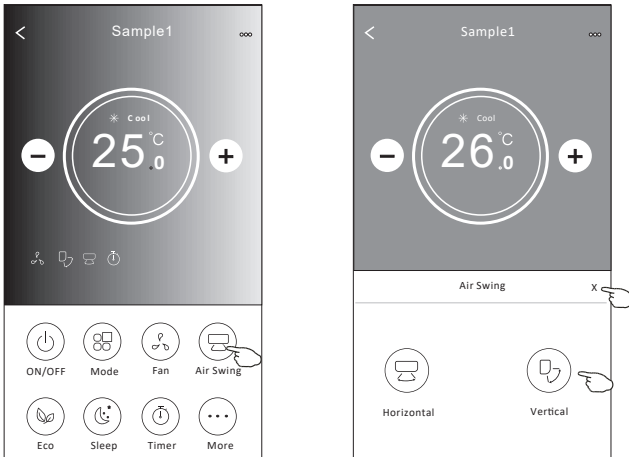 Sample1
Cool
25.0°C
ON/OFF
Mode
Fan
Air Swing
Eco
Sleep
Timer
More
Sample1
Cool
26.0°C
Air Swing
X
Horizontal
Vertical